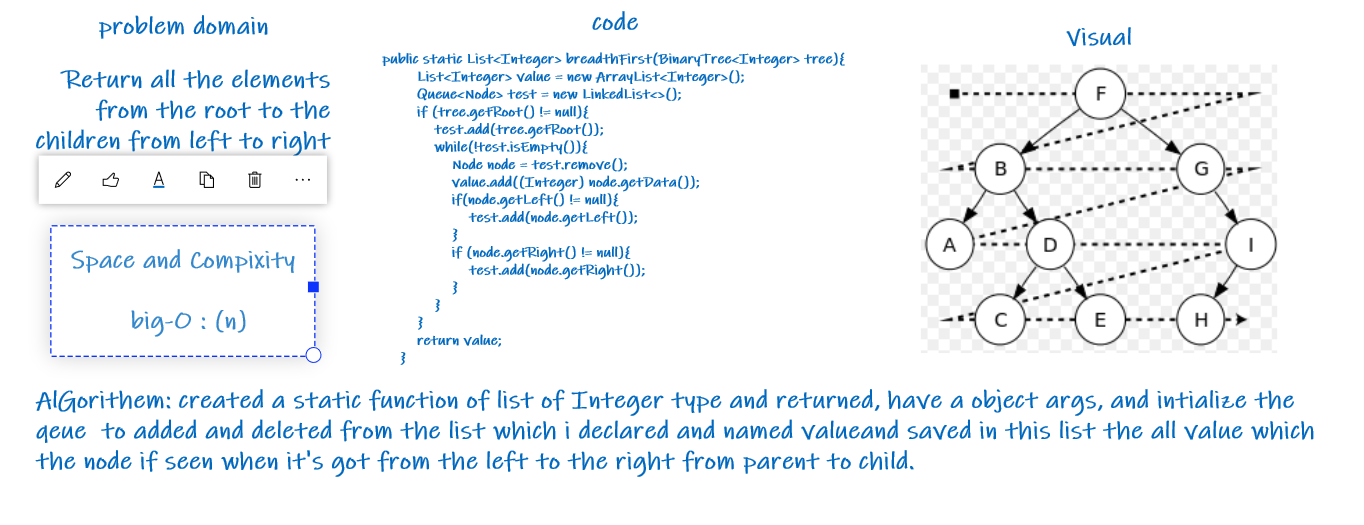 problem domain
Return all the elements
from the root to the
children from left to right
A
Space and Compixity
big-O : (n)
code
public static List<Integer> breadthFirst(BinaryTree<Integer> tree){
List<Integer> value = new ArrayList<Integer>();
Queue<Node> test = new LinkedList<>();
if (tree.getRoot() != null){
test.add(tree.getRoot());
while(!test.isEmpty()){
Node node = test.remove();
value.add((Integer) node.getData());
if(node.getLeft() != null){
test.add(node.getLeft());
}
if (node.getRight() != null){
test.add(node.getRight());
}
}
}
return value;
}
Visual
F
B G
A D I
C E H
AlGorithem: created a static function of list of Integer type and returned, have a object args, and intialize the
qeue to added and deleted from the list which i declared and named valueand saved in this list the all value which
the node if seen when it's got from the left to the right from parent to child.